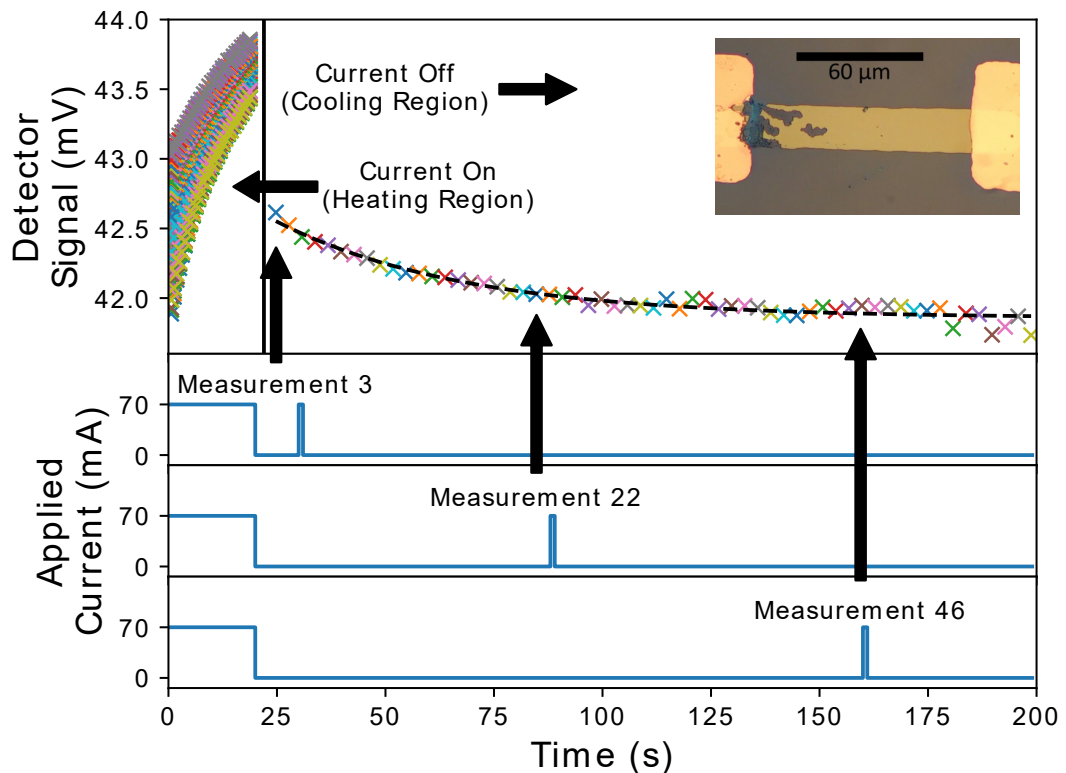 44.0
43.5
43.0
42.5
42.0
Detector
Signal (mV)
Current Off
(Cooling Region)
Current On
(Heating Region)
60 μm
Measurement 3
70
0
Measurement 22
70
0
Measurement 46
70
0
Applied
Current (mA)
0
25
50
75
100
125
150
175
200
Time (s)